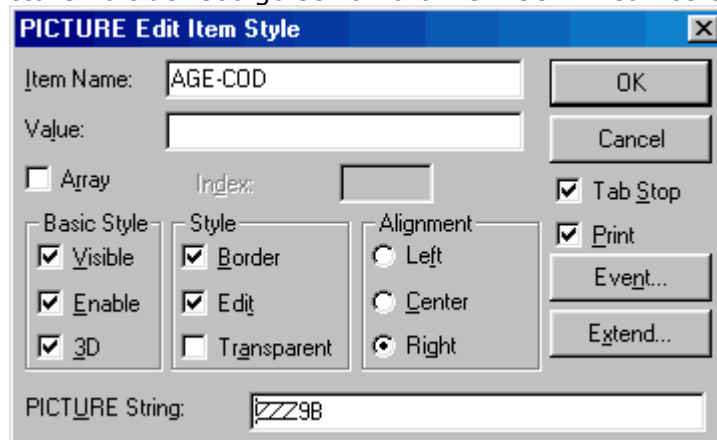 PICTURE Edit Item Style
Item Name: AGE-COD OK
Value: Cancel
Array Index: Tab Stop
Basic Style Style Alignment Print
Visible Border Left Event...
Enable Edit Center
3D Transparent Right Extend...
PICTURE String: ZZZ9B